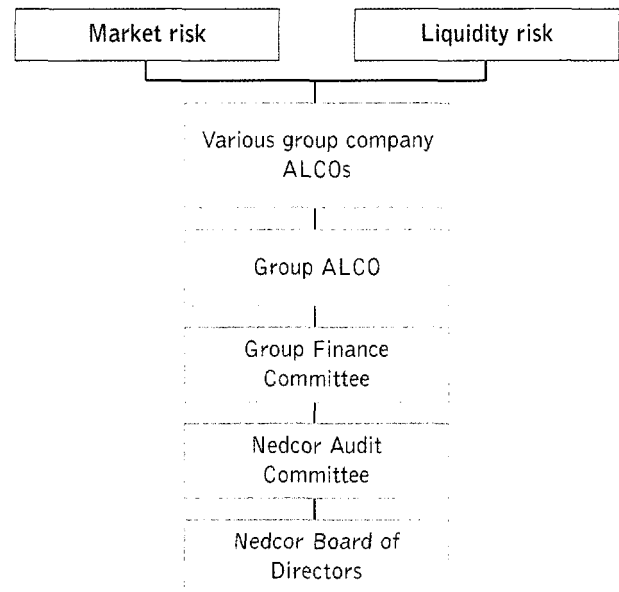 Market risk
Liquidity risk
Various group company
ALCOs
Group ALCO
Group Finance
Committee
Nedcor Audit
Committee
Nedcor Board of
Directors